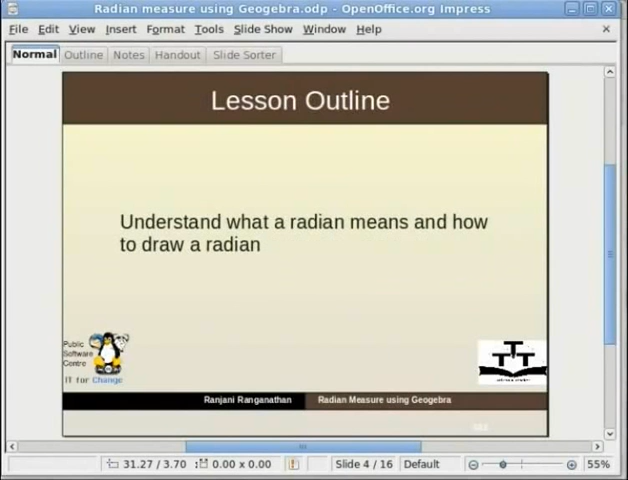 Radian measure using Geogebra.odp - OpenOffice.org Impress
File Edit View Insert Format Tools Slide Show Window Help
Normal Outline Notes Handout Slide Sorter
Lesson Outline
Understand what a radian means and how
to draw a radian
Public
Software
Centre
IT for Change
T T T
Ranjani Ranganathan Radian Measure using Geogebra
31.27 / 3.70 0.00 x 0.00 Slide 4 / 16 Default 55%